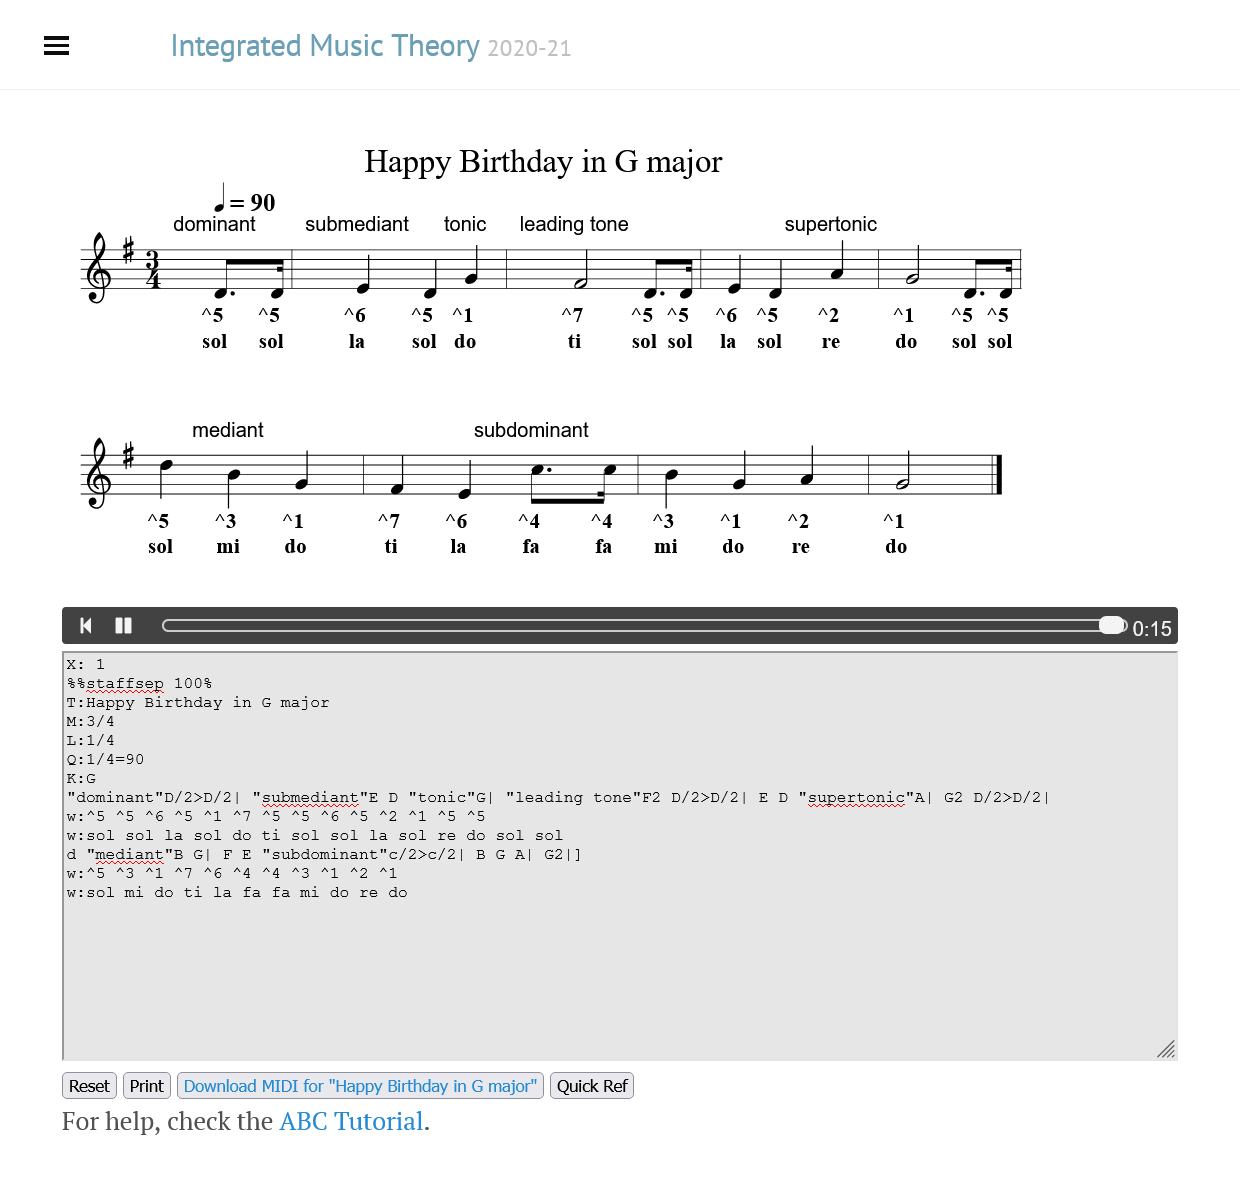 Integrated Music Theory 2020-21
Happy Birthday in G major
= 90
dominant submediant tonic leading tone supertonic
3
4
^5 ^5 ^6 ^5 ^1 ^7 ^5 ^5 ^6 ^5 ^2 ^1 ^5 ^5
sol sol la sol do ti sol sol la sol re do sol sol
mediant subdominant
^5 ^3 ^1 ^7 ^6 ^4 ^4 ^3 ^1 ^2 ^1
sol mi do ti la fa fa mi do re do
0:15
X: 1
%%staffsep 100%
T:Happy Birthday in G major
M:3/4
L:1/4
Q:1/4=90
K:G
"dominant"D/2>D/2| "submediant"E D "tonic"G| "leading tone"F2 D/2>D/2| E D "supertonic"A| G2 D/2>D/2|
w:^5 ^5 ^6 ^5 ^1 ^7 ^5 ^5 ^6 ^5 ^2 ^1 ^5 ^5
w:sol sol la sol do ti sol sol la sol re do sol sol
d "mediant"B G| F E "subdominant"c/2>c/2| B G A| G2|]
w:^5 ^3 ^1 ^7 ^6 ^4 ^4 ^3 ^1 ^2 ^1
w:sol mi do ti la fa fa mi do re do
Reset Print Download MIDI for "Happy Birthday in G major" Quick Ref
For help, check the ABC Tutorial.